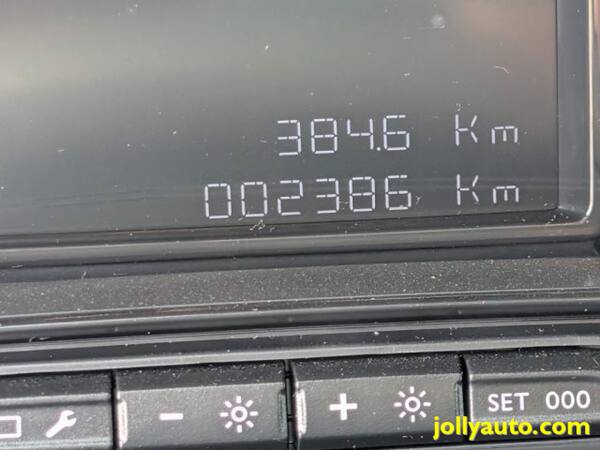 384.6 Km
002386 Km
- + SET 000
jollyauto.com